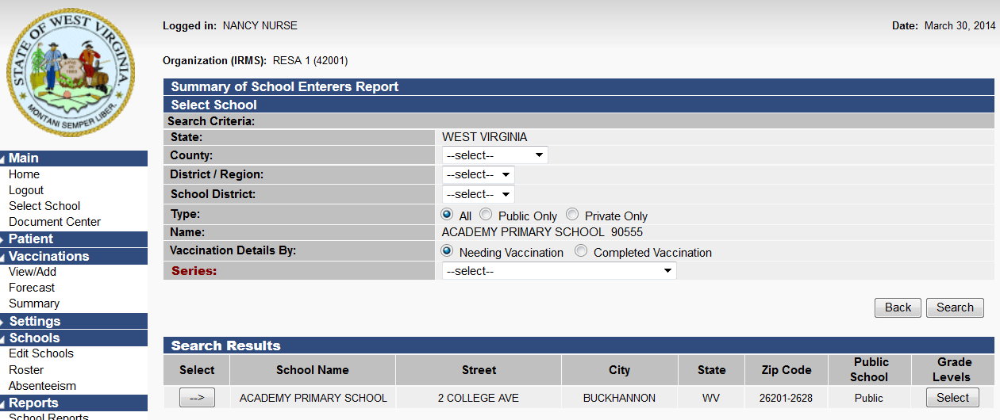 STATE OF WEST VIRGINIA
MONTANI SEMPER LIBER.
Logged in: NANCY NURSE
Date: March 30, 2014
Organization (IRMS): RESA 1 (42001)
Main
Home
Logout
Select School
Document Center
Patient
Vaccinations
View/Add
Forecast
Summary
Settings
Schools
Edit Schools
Roster
Absenteeism
Reports
School Reports
Summary of School Enterers Report
Select School
Search Criteria:
State: WEST VIRGINIA
County: --select--
District / Region: --select--
School District: --select--
Type: All Public Only Private Only
Name: ACADEMY PRIMARY SCHOOL 90555
Vaccination Details By: Needing Vaccination Completed Vaccination
Series: --select--
Back Search
Search Results
Select School Name Street City State Zip Code Public School Grade Levels
--> ACADEMY PRIMARY SCHOOL 2 COLLEGE AVE BUCKHANNON WV 26201-2628 Public Select